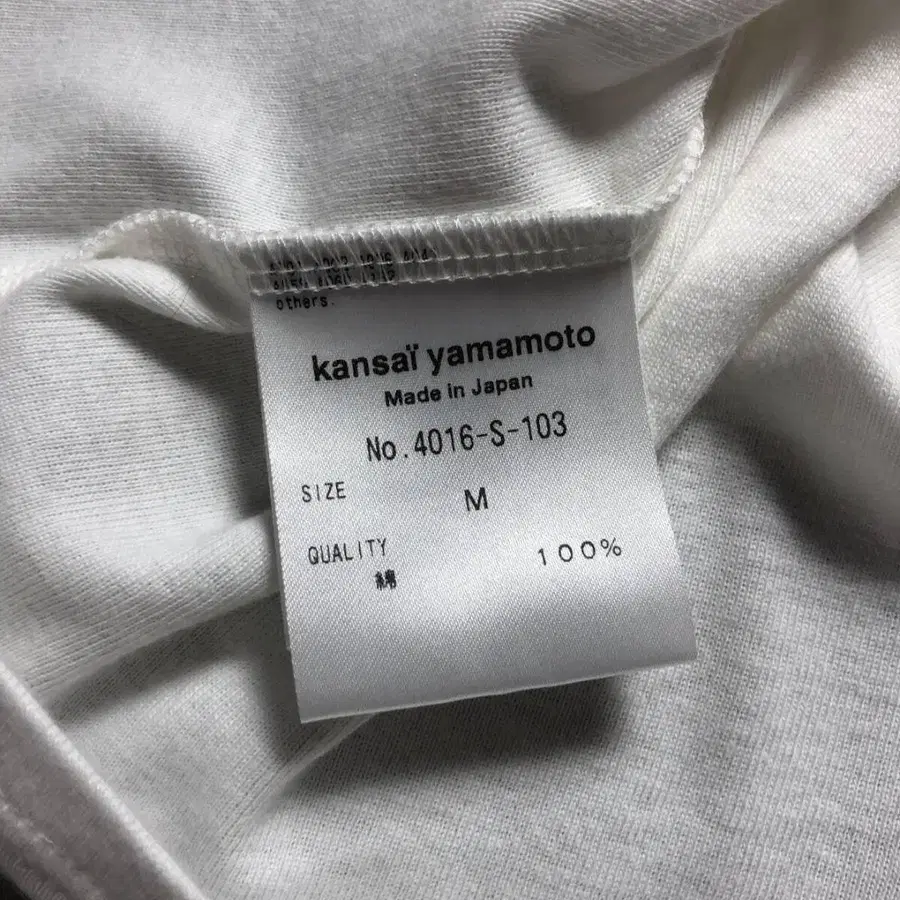 others.
kansaï yamamoto
Made in Japan
No.4016-S-103
SIZE
M
QUALITY
綿 100%